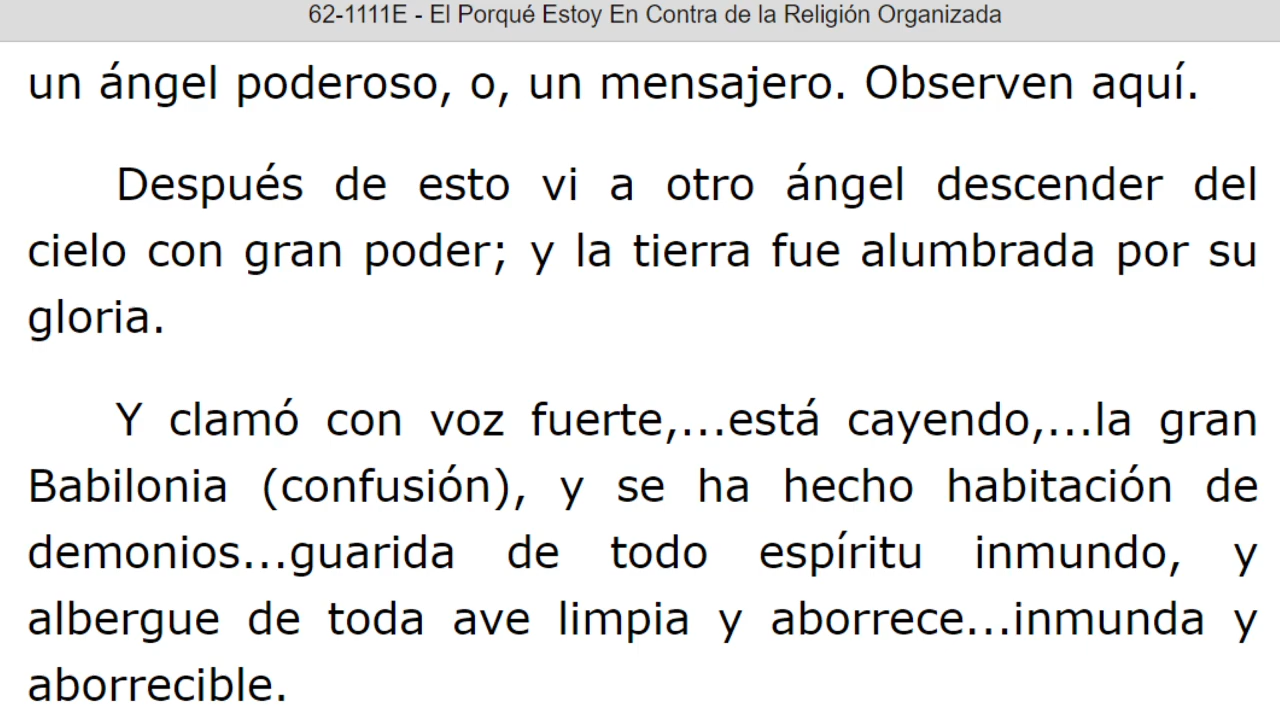 62-1111E - El Porqué Estoy En Contra de la Religión Organizada
un ángel poderoso, o, un mensajero. Observen aquí.
Después de esto vi a otro ángel descender del
cielo con gran poder; y la tierra fue alumbrada por su
gloria.
Y clamó con voz fuerte,...está cayendo,...la gran
Babilonia (confusión), y se ha hecho habitación de
demonios...guarida de todo espíritu inmundo, y
albergue de toda ave limpia y aborrece...inmunda y
aborrecible.